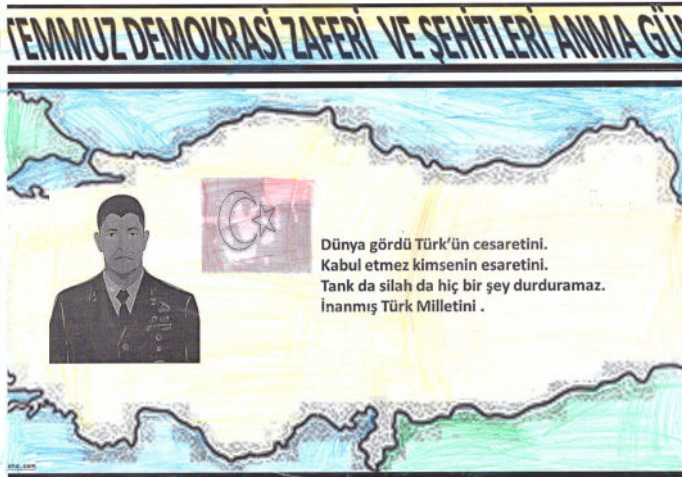 TEMMUZ DEMOKRASİ ZAFERİ VE ŞEHİTLERİ ANMA GÜ
Dünya gördü Türk'ün cesaretini.
Kabul etmez kimsenin esaretini.
Tank da silah da hiç bir şey durduramaz.
İnanmış Türk Milletini .